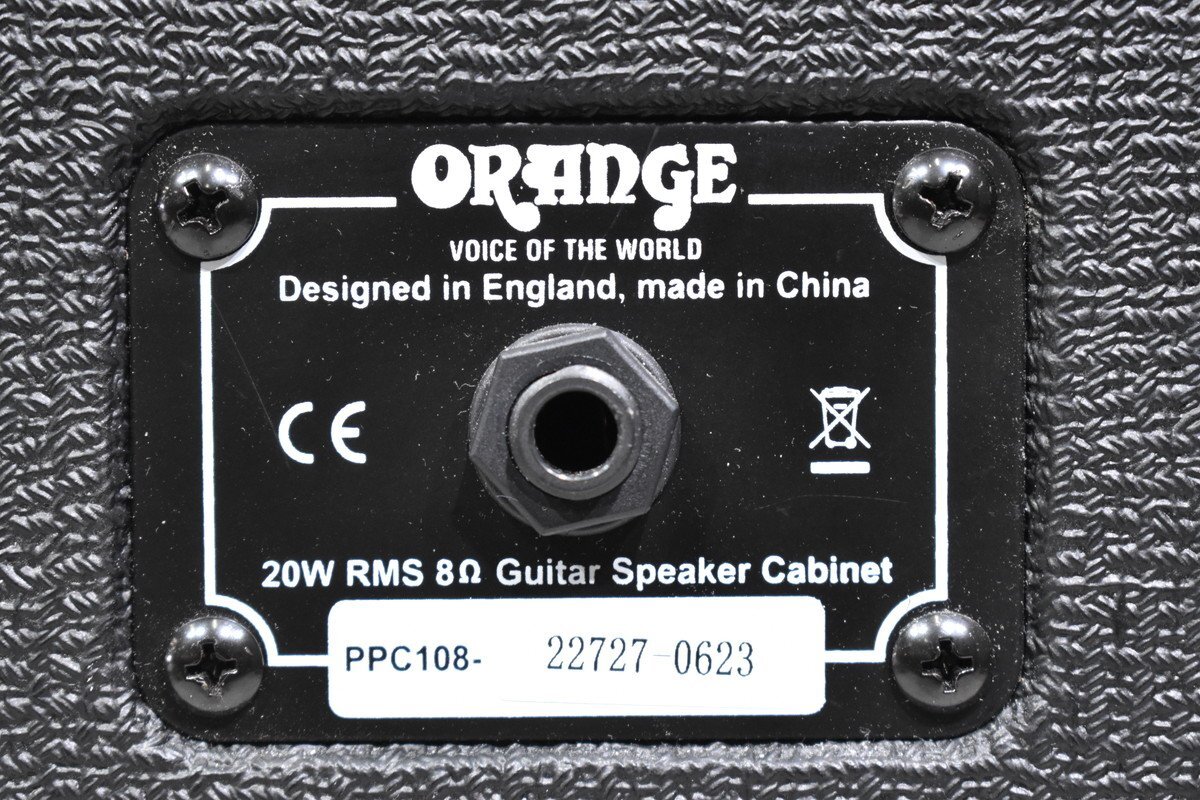 ORANGE
VOICE OF THE WORLD
Designed in England, made in China
CE
20W RMS 8Ω Guitar Speaker Cabinet
PPC108- 22727-0623